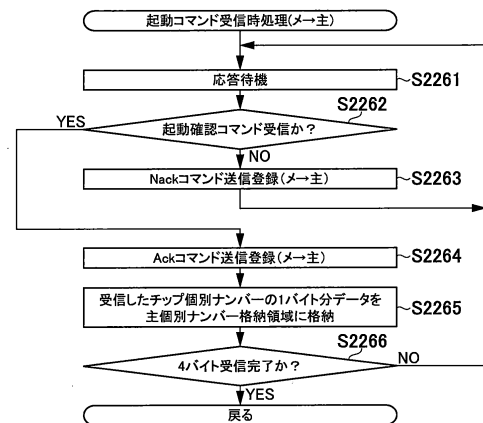 起動コマンド受信時処理(メ→主)
応答待機
S2261
S2262
起動確認コマンド受信か?
YES
NO
Nackコマンド送信登録(メ→主)
S2263
Ackコマンド送信登録(メ→主)
S2264
受信したチップ個別ナンバーの1バイト分データを
主個別ナンバー格納領域に格納
S2265
S2266
4バイト受信完了か?
NO
YES
戻る